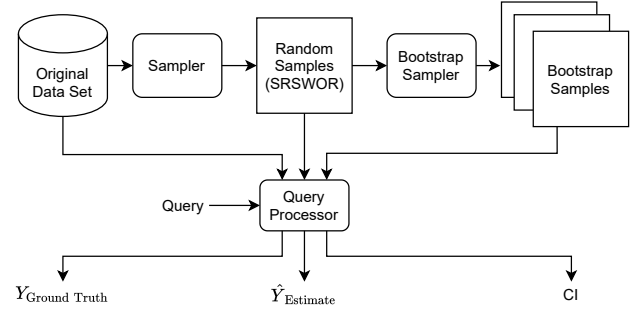 Original
Data Set
Sampler
Random
Samples
(SRSWOR)
Bootstrap
Sampler
Bootstrap
Samples
Query
Query
Processor
Y_Ground Truth
Ŷ_Estimate
CI